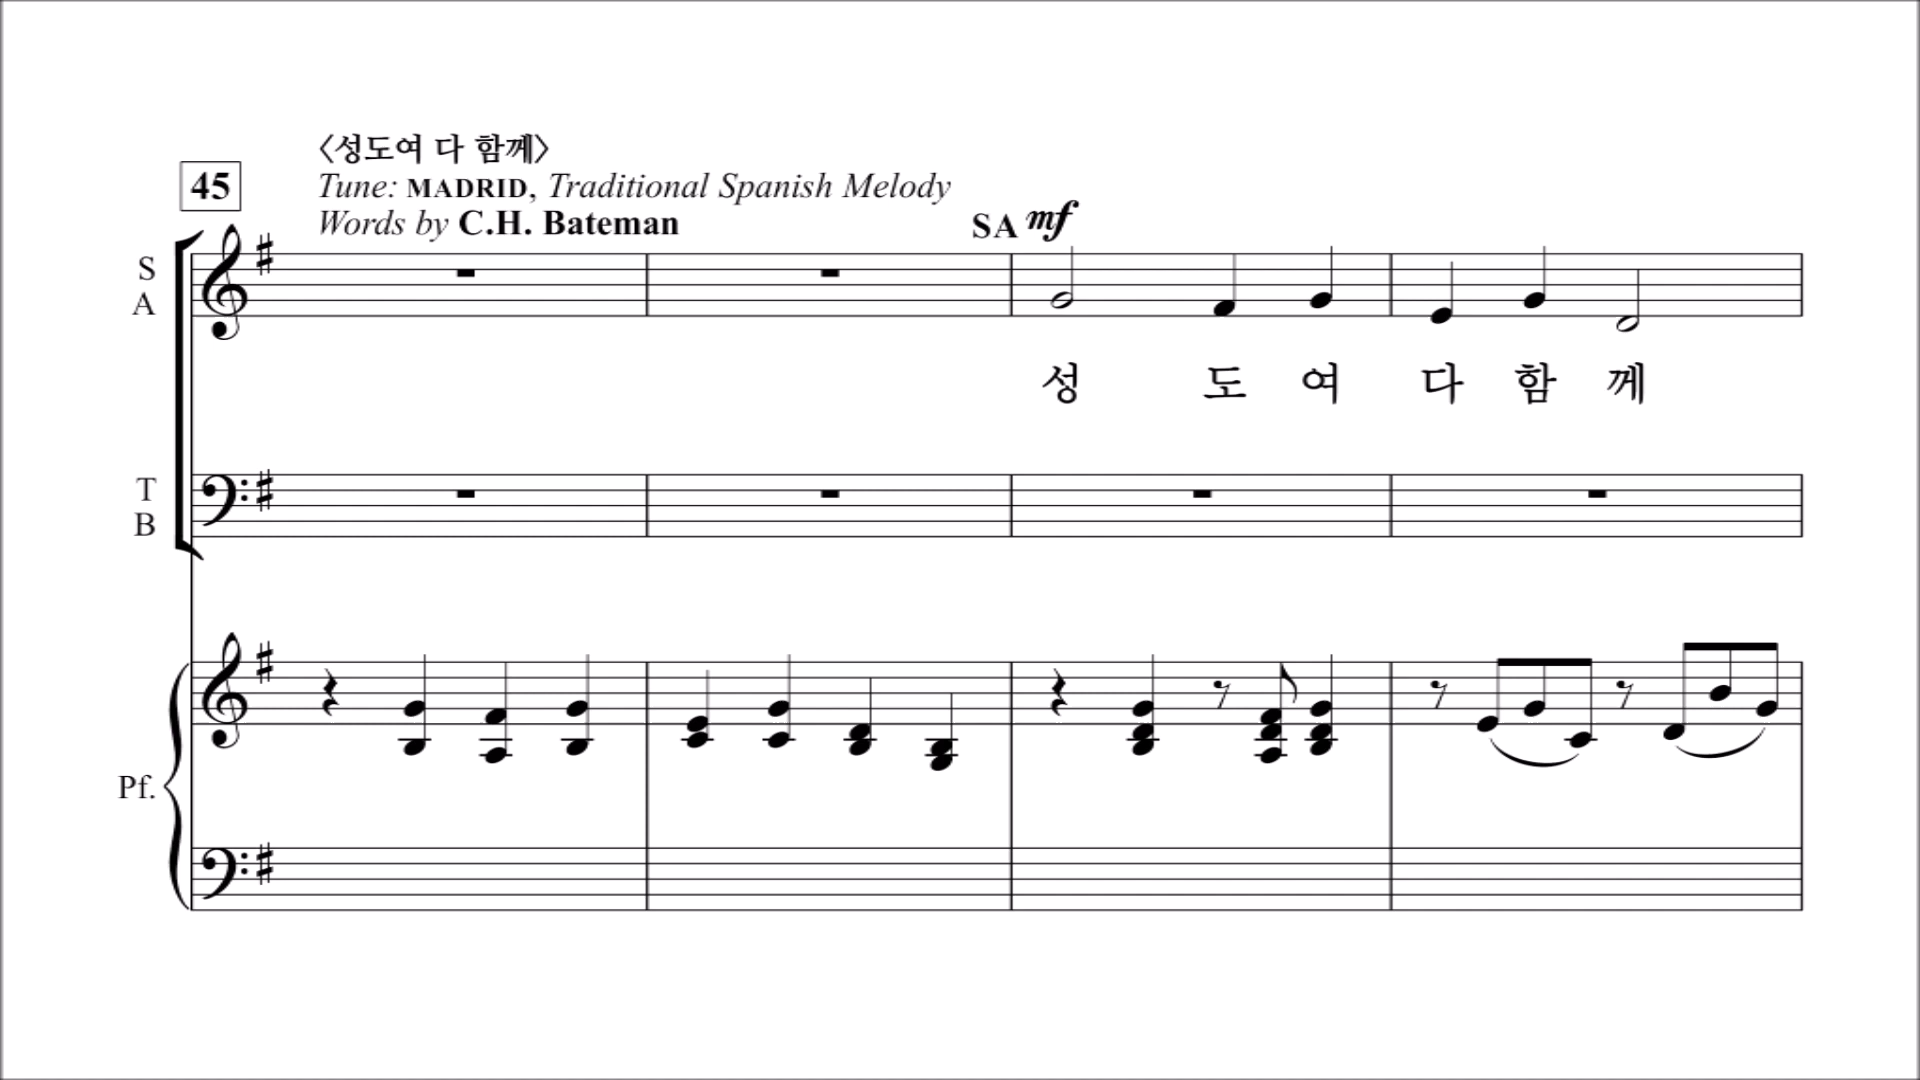 〈성도여 다 함께〉
45
Tune: MADRID, Traditional Spanish Melody
Words by C.H. Bateman
SA mf
S
A
성 도 여 다 함 께
T
B
Pf.